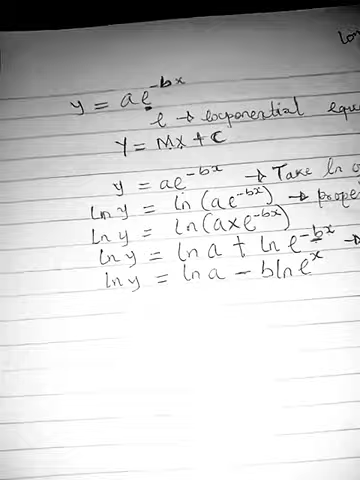 y = ae^{-bx}
e → exponential equa
Y = MX + C
y = ae^{-bx} → Take ln o
ln y = ln (ae^{-bx}) → prope
ln y = ln (a x e^{-bx})
ln y = ln a + ln e^{-bx} →
ln y = ln a - b ln e^{x}